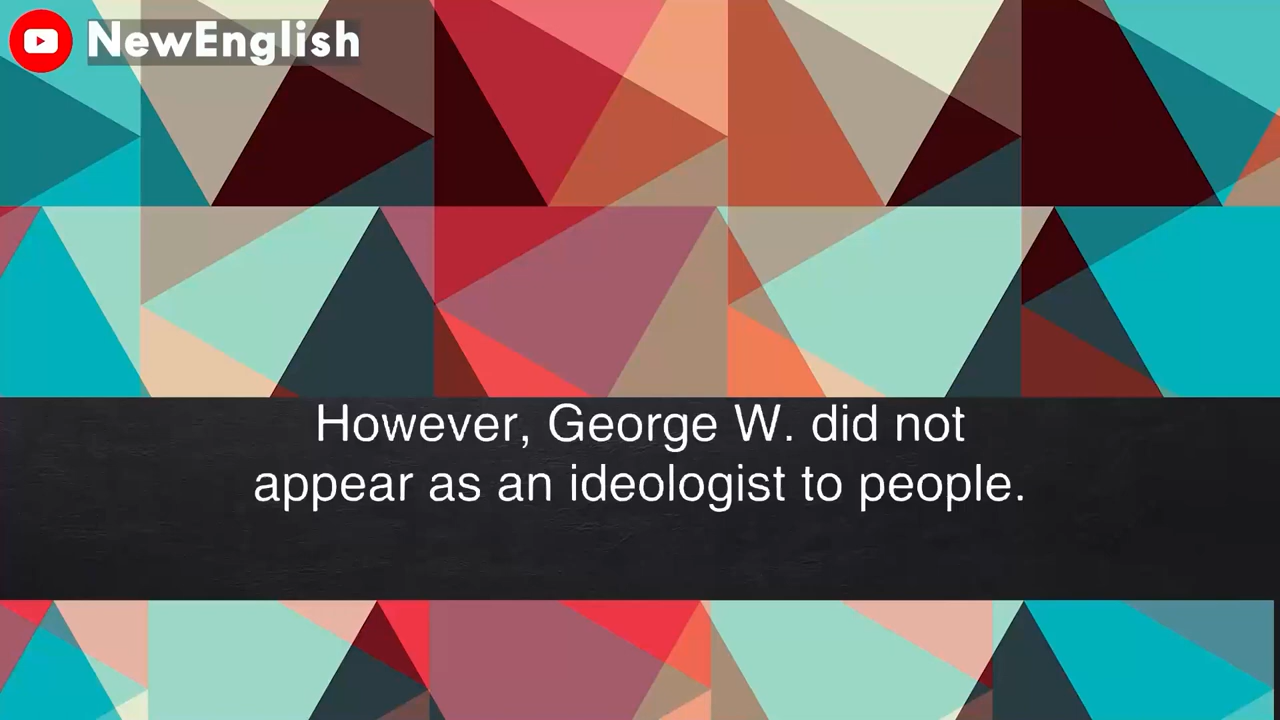 NewEnglish
However, George W. did not
appear as an ideologist to people.